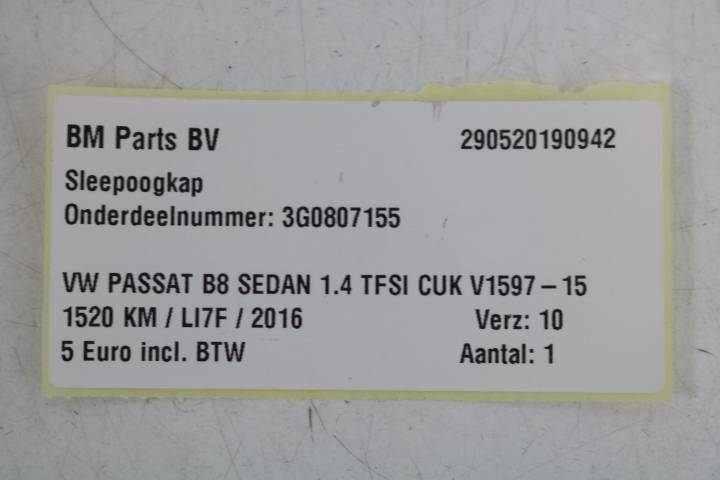 BM Parts BV 290520190942
Sleepoogkap
Onderdeelnummer: 3G0807155
VW PASSAT B8 SEDAN 1.4 TFSI CUK V1597-15
1520 KM / LI7F / 2016 Verz: 10
5 Euro incl. BTW Aantal: 1